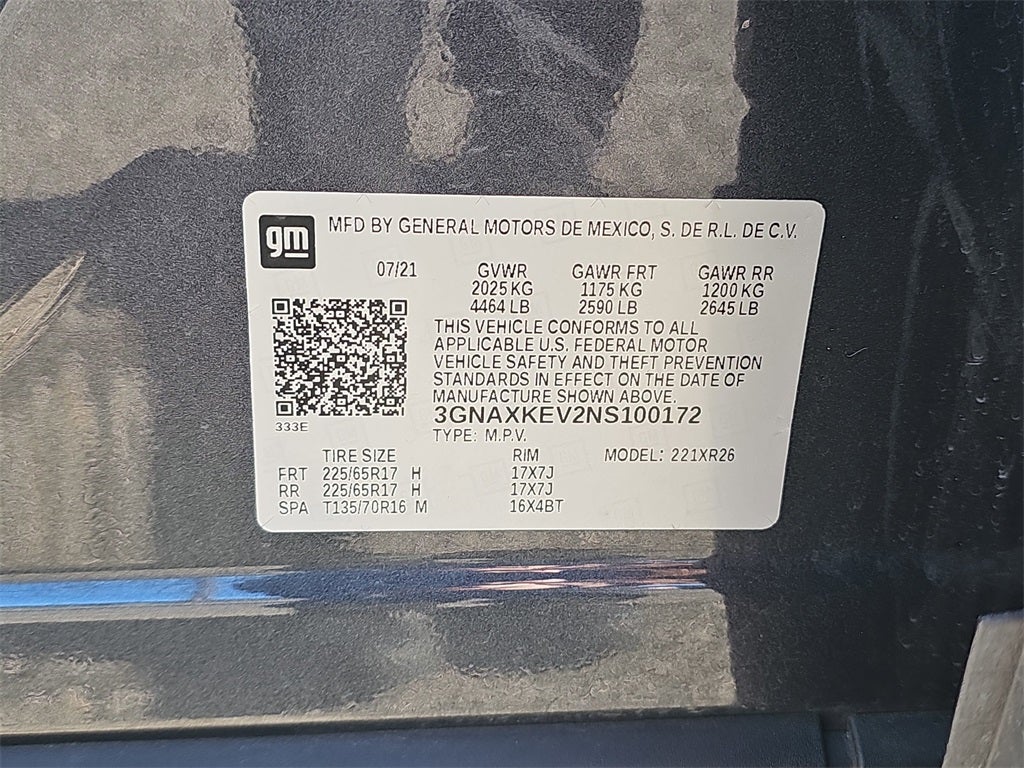 gm MFD BY GENERAL MOTORS DE MEXICO, S. DE R.L. DE C.V.
07/21 GVWR GAWR FRT GAWR RR
2025 KG 1175 KG 1200 KG
4464 LB 2590 LB 2645 LB
THIS VEHICLE CONFORMS TO ALL
APPLICABLE U.S. FEDERAL MOTOR
VEHICLE SAFETY AND THEFT PREVENTION
STANDARDS IN EFFECT ON THE DATE OF
MANUFACTURE SHOWN ABOVE.
3GNAXKEV2NS100172
333E
TYPE: M.P.V.
TIRE SIZE RIM MODEL: 221XR26
FRT 225/65R17 H 17X7J
RR 225/65R17 H 17X7J
SPA T135/70R16 M 16X4BT